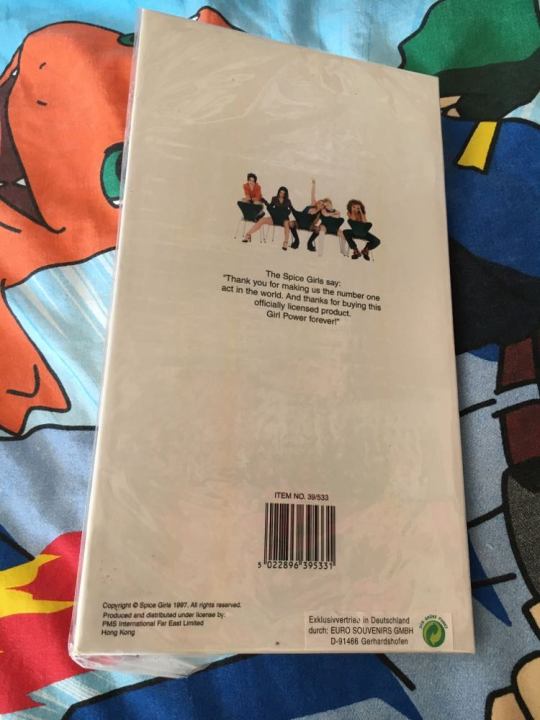 The Spice Girls say:
"Thank you for making us the number one
act in the world. And thanks for buying this
officially licensed product.
Girl Power forever!"
ITEM NO. 39/533
5 022896 395331
Copyright © Spice Girls 1997. All rights reserved.
Produced and distributed under license by:
PMS International Far East Limited
Hong Kong
Exklusivvertrieb in Deutschland
durch: EURO SOUVENIRS GMBH
D-91466 Gerhardshofen